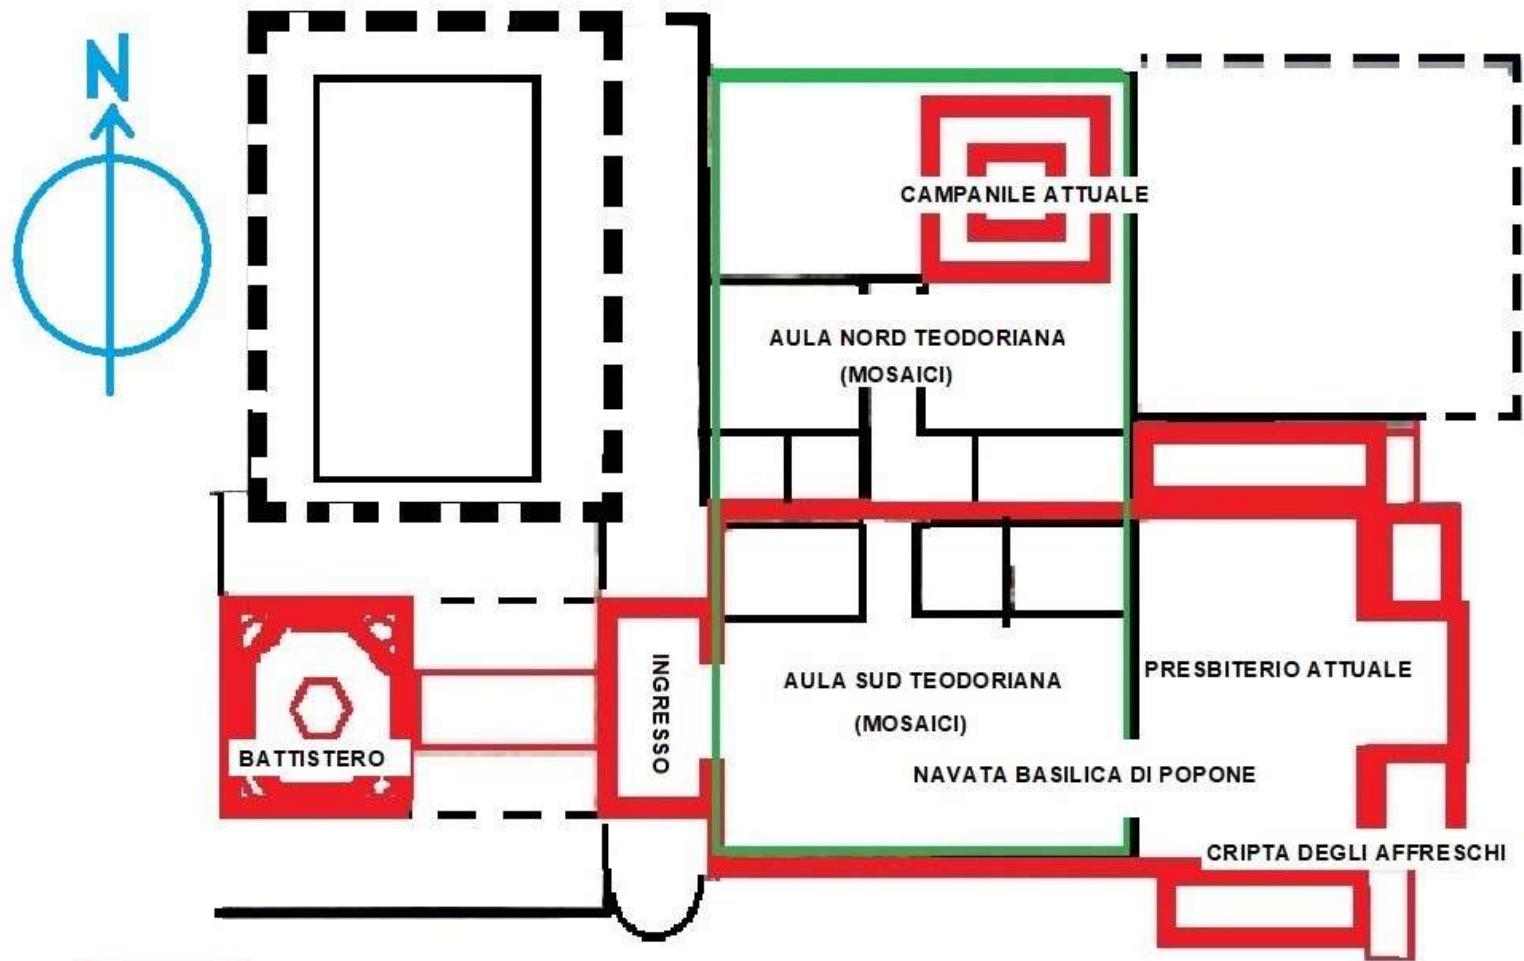 N
CAMPANILE ATTUALE
AULA NORD TEODORIANA
(MOSAICI)
INGRESSO
AULA SUD TEODORIANA
(MOSAICI)
PRESBITERIO ATTUALE
BATTISTERO
NAVATA BASILICA DI POPONE
CRIPTA DEGLI AFFRESCHI